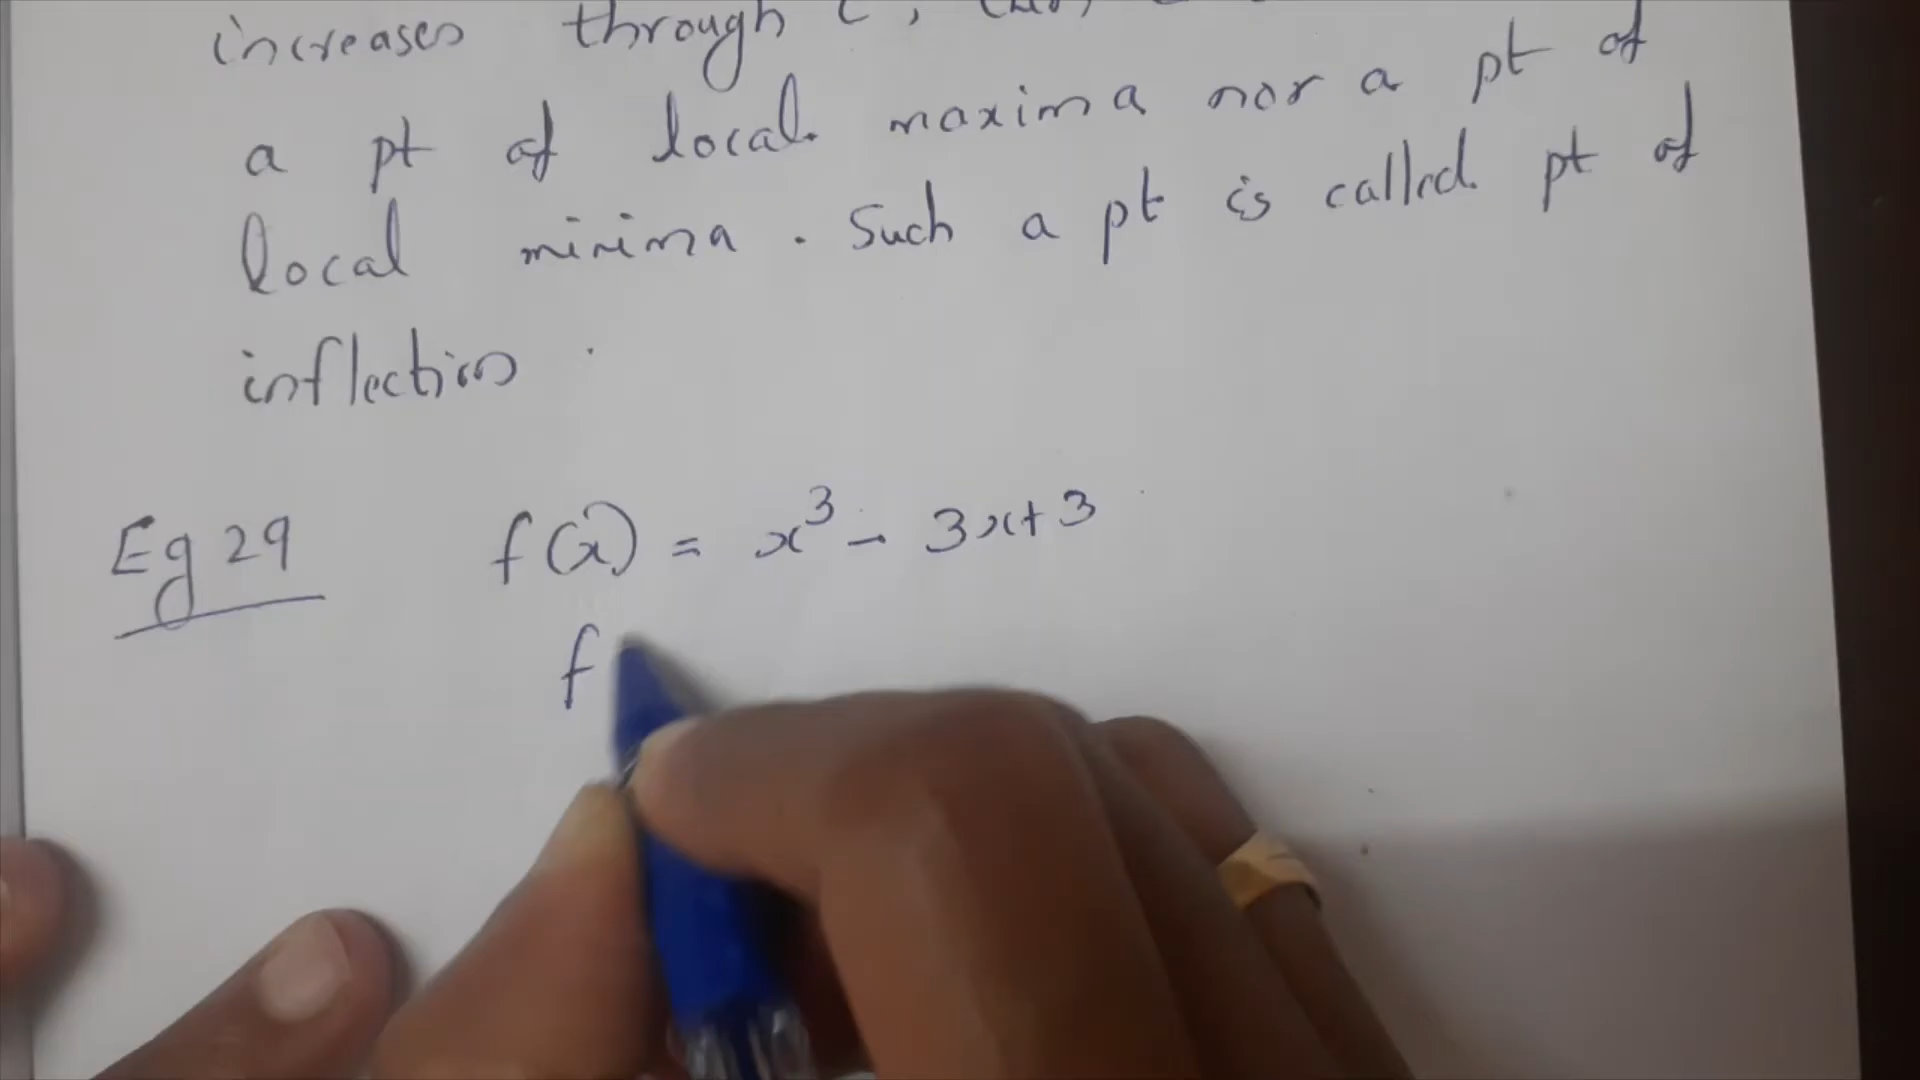 increases through c,
a pt of local maxima nor a pt of
local minima. Such a pt is called pt of
inflection.
Eg 29 f(x) = x³ - 3x+3
f